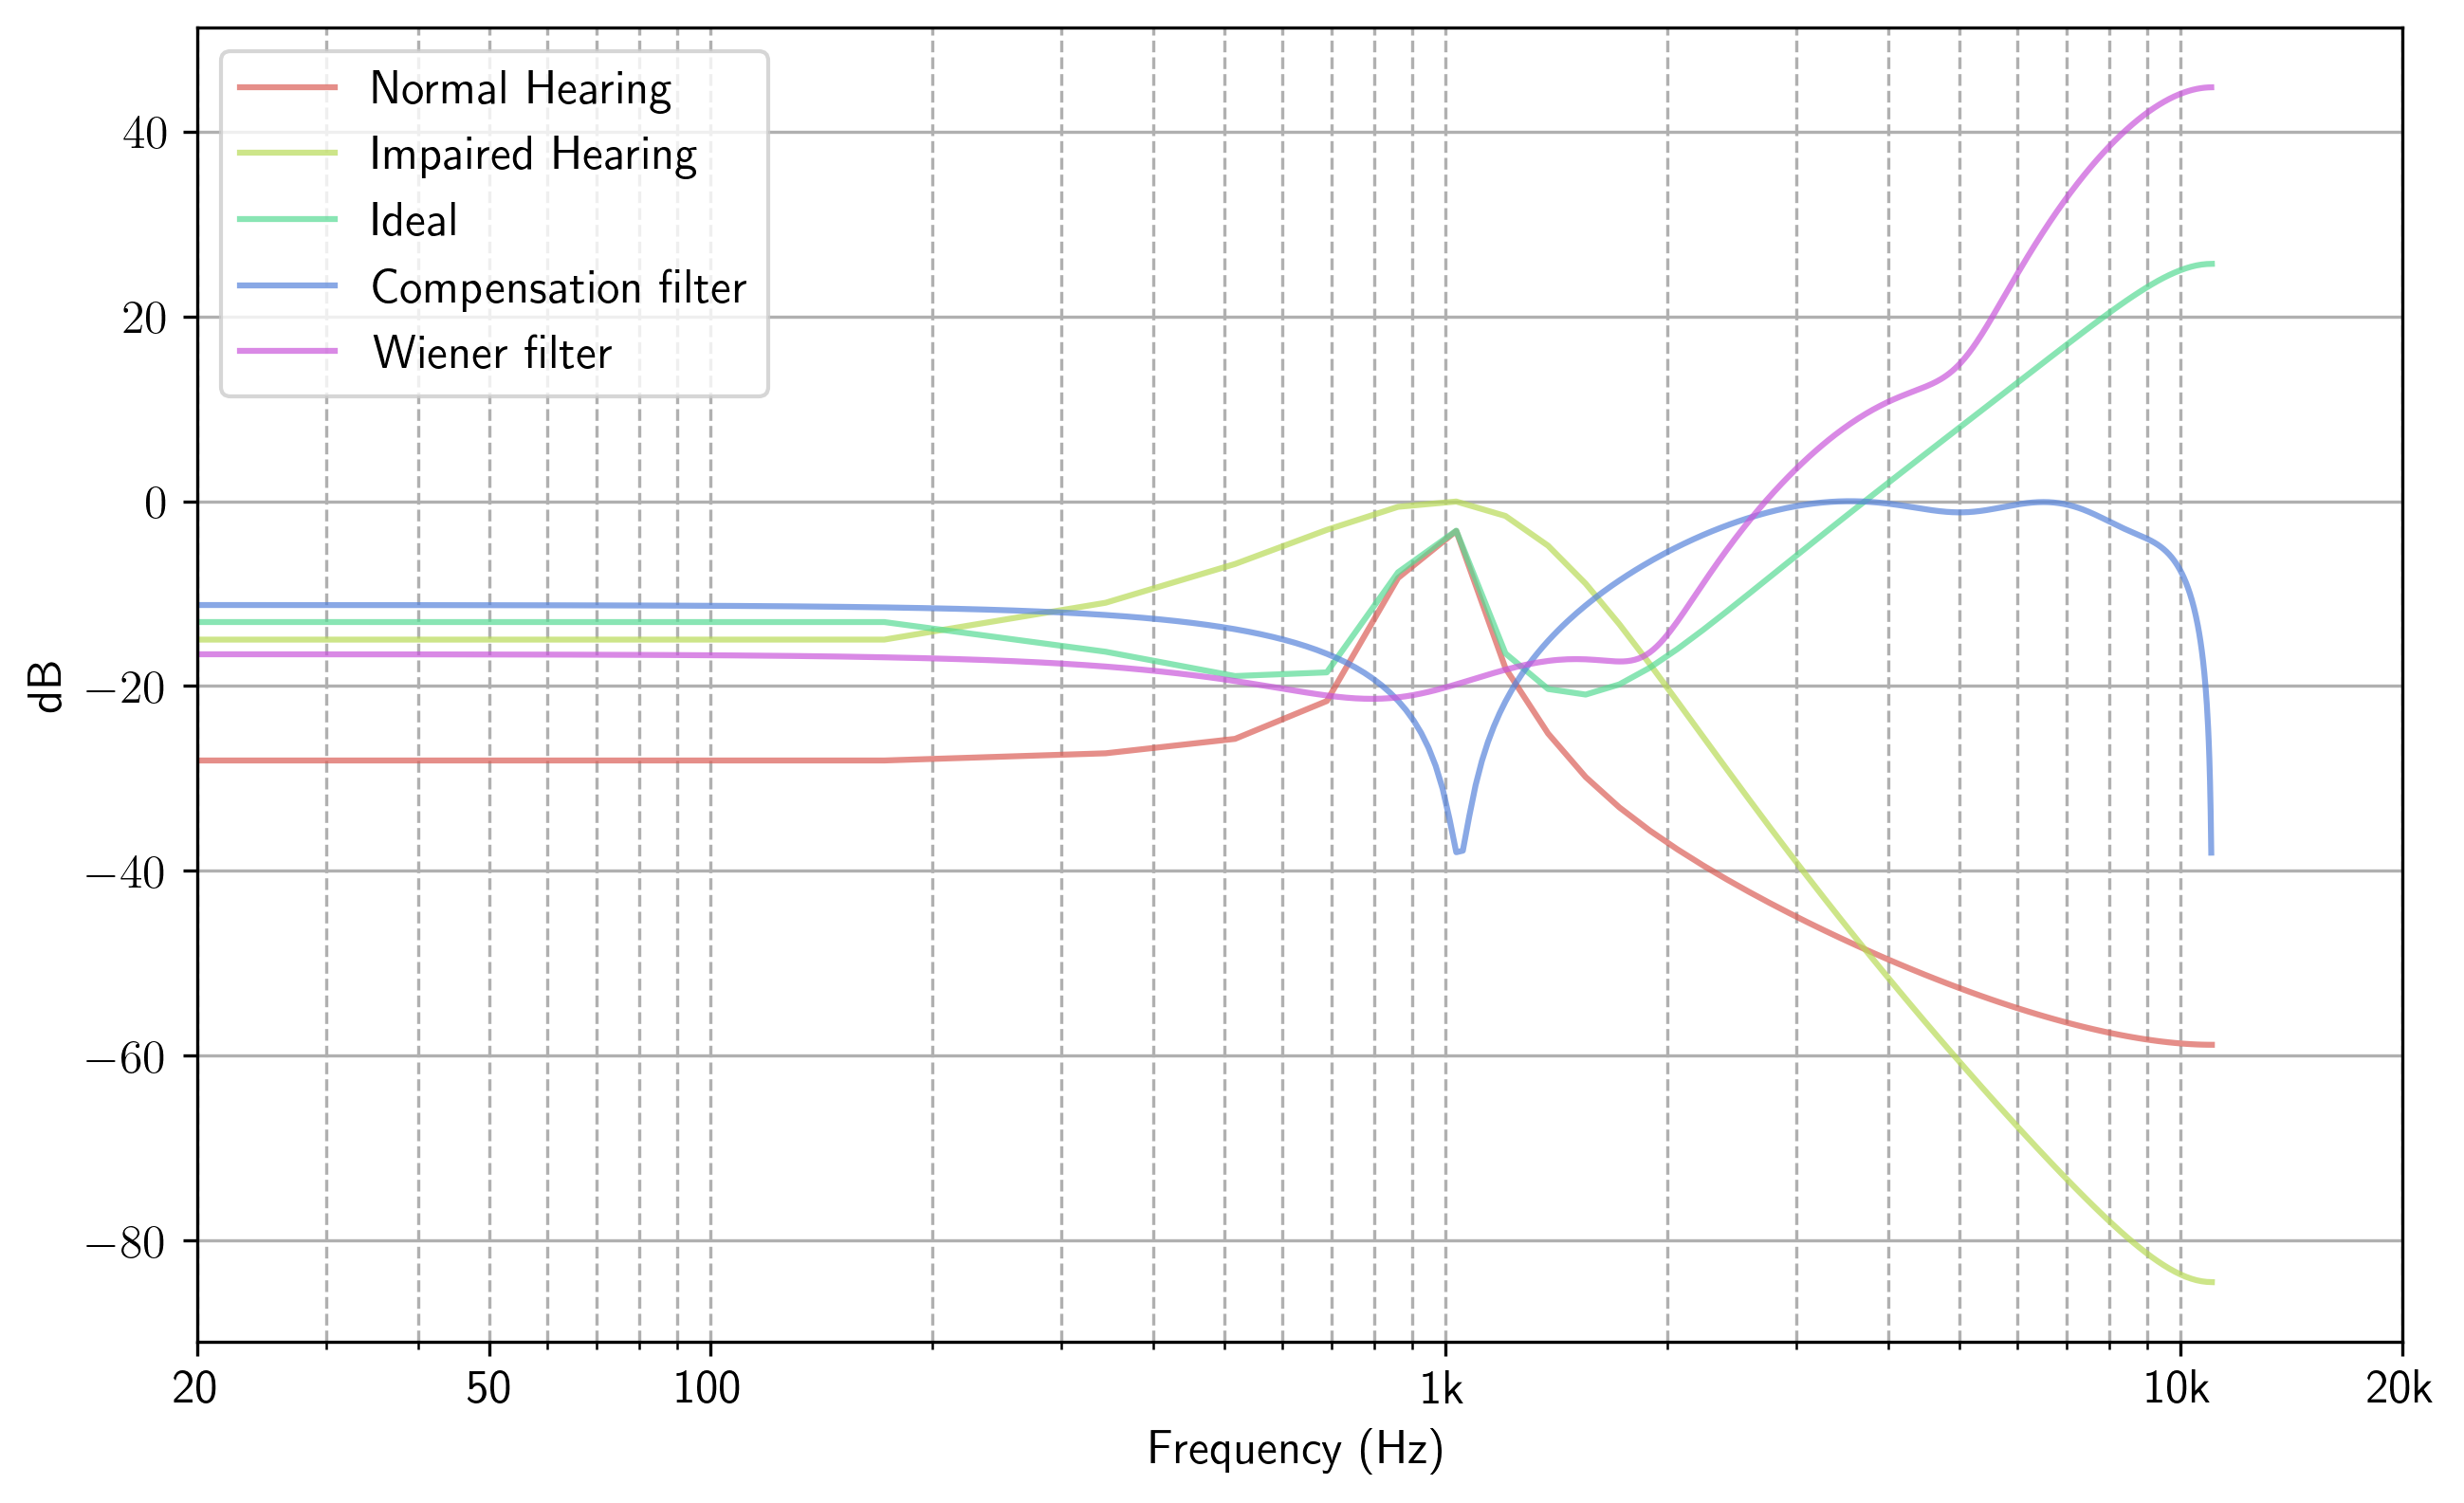 Normal Hearing
Impaired Hearing
Ideal
Compensation filter
Wiener filter
40
20
0
−20
−40
−60
−80
dB
20 50 100 1k 10k 20k
Frequency (Hz)